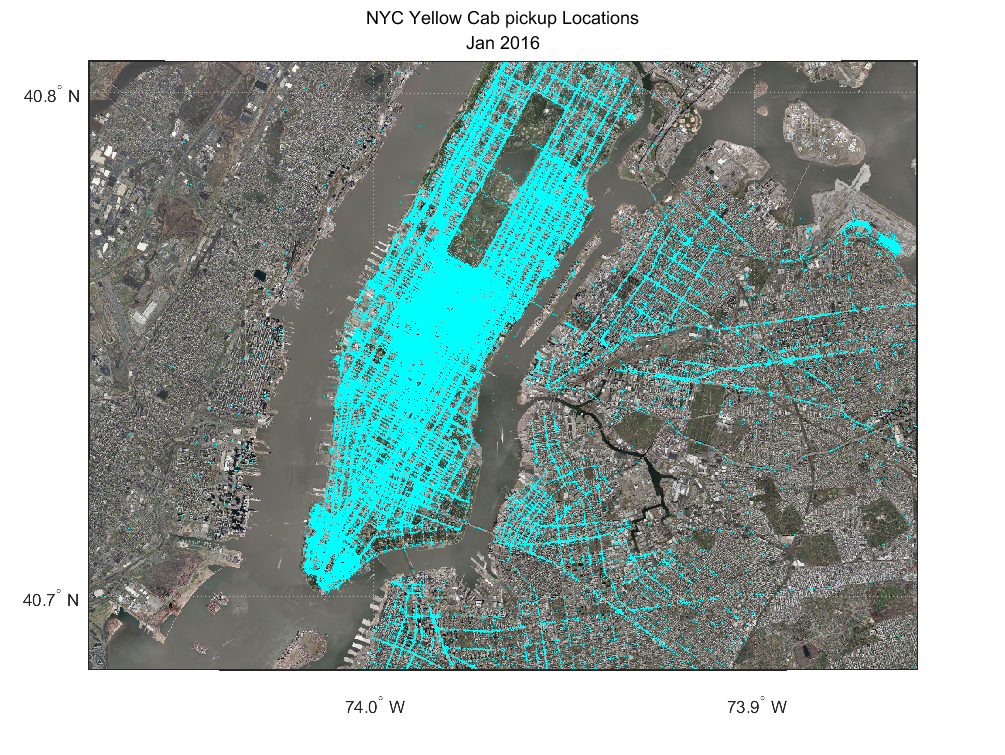 NYC Yellow Cab pickup Locations
Jan 2016
40.8° N
40.7° N
74.0° W
73.9° W